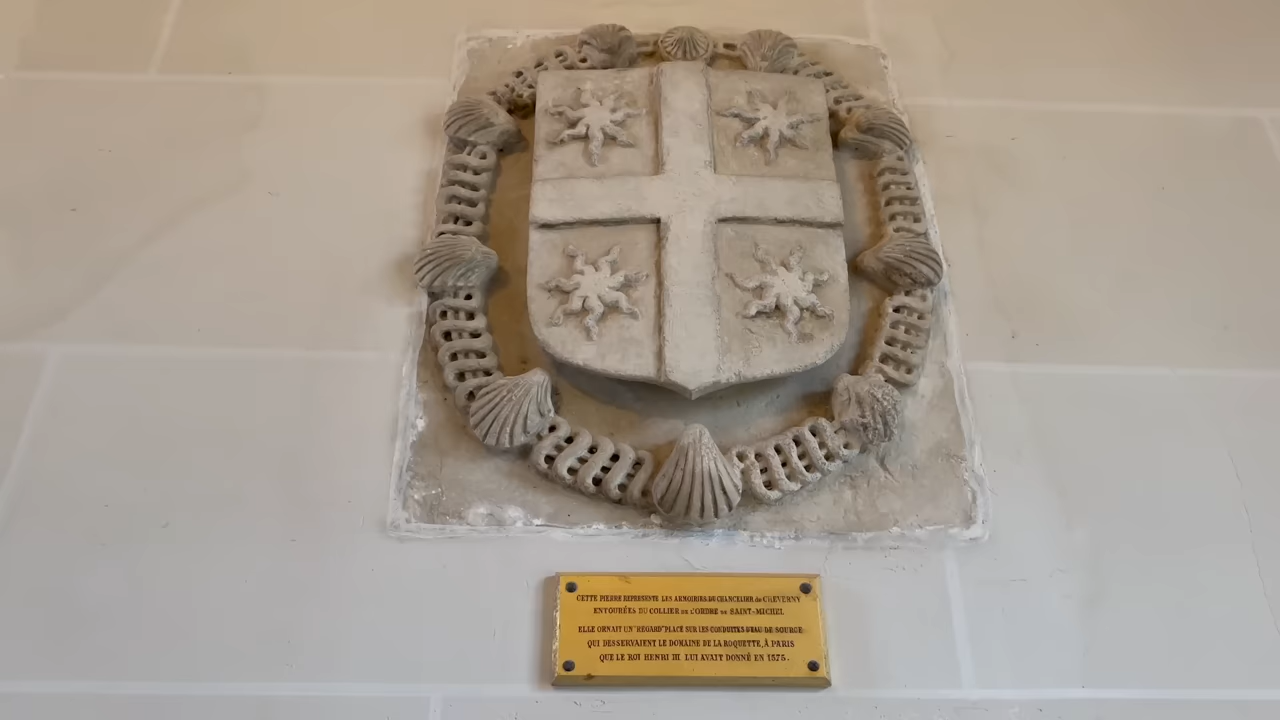 CETTE PIERRE REPRESENTE LES ARMOIRIES DU CHANCELIER de CHEVERNY
ENTOURÉES DU COLLIER DE L'ORDRE DE SAINT-MICHEL
ELLE ORNAIT UN "REGARD" PLACÉ SUR LES CONDUITES D'EAU DE SOURCE
QUI DESSERVAIENT LE DOMAINE DE LA ROQUETTE, À PARIS
QUE LE ROI HENRI III LUI AVAIT DONNÉ EN 1575.